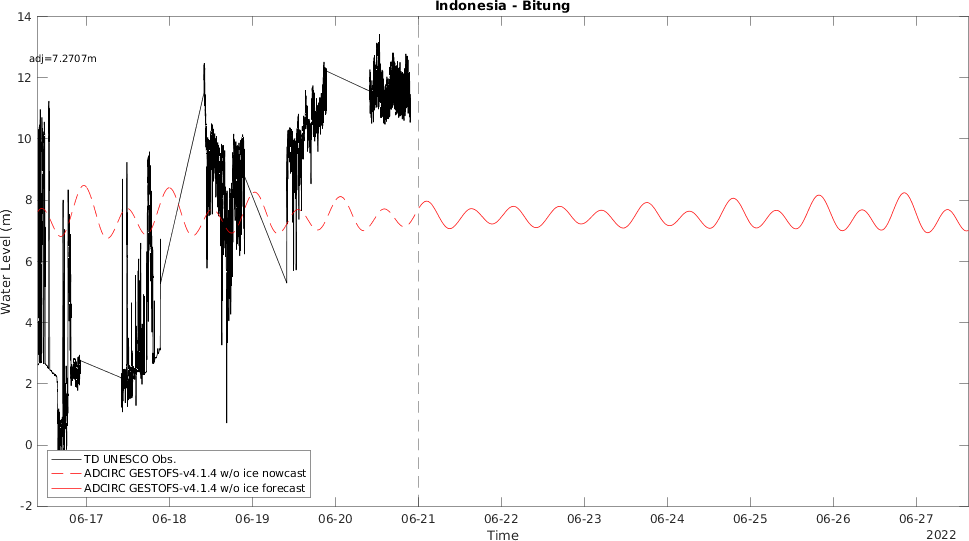 Indonesia - Bitung
14
adj=7.2707m
12
10
8
6
4
2
0
-2
Water Level (m)
TD UNESCO Obs.
ADCIRC GESTOFS-v4.1.4 w/o ice nowcast
ADCIRC GESTOFS-v4.1.4 w/o ice forecast
06-17 06-18 06-19 06-20 06-21 06-22 06-23 06-24 06-25 06-26 06-27
2022
Time